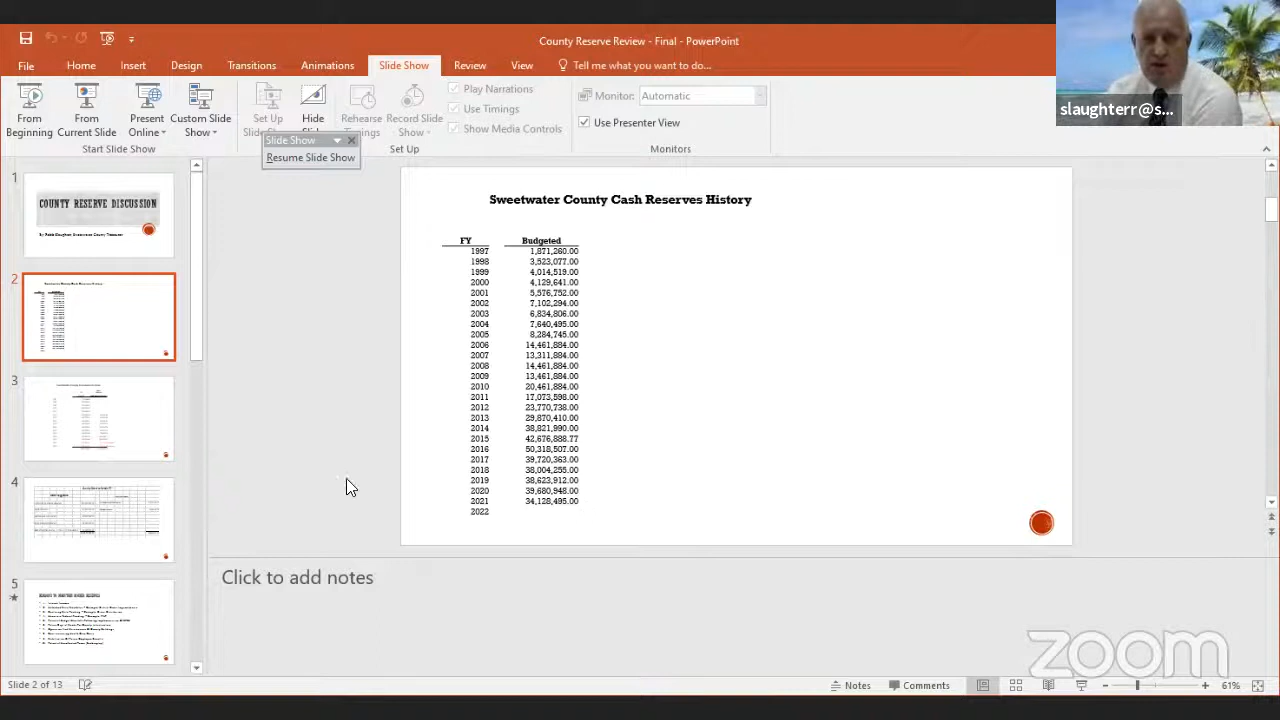 County Reserve Review - Final - PowerPoint
File Home Insert Design Transitions Animations Slide Show Review View Tell me what you want to do...
From Beginning
From Current Slide
Present Online
Custom Slide Show
Set Up
Hide
Rehearse
Record Slide Show
Play Narrations
Use Timings
Show Media Controls
Monitor: Automatic
Use Presenter View
Start Slide Show
Set Up
Monitors
Slide Show
Resume Slide Show
slaughterr@s...
1
COUNTY RESERVE DISCUSSION
2
3
4
5
Sweetwater County Cash Reserves History
FY Budgeted
1997 1,871,260.00
1998 3,523,077.00
1999 4,014,519.00
2000 4,129,641.00
2001 5,576,752.00
2002 7,102,294.00
2003 6,834,806.00
2004 7,640,495.00
2005 8,284,745.00
2006 14,461,884.00
2007 13,311,884.00
2008 14,461,884.00
2009 13,461,884.00
2010 20,461,884.00
2011 17,073,598.00
2012 23,770,738.00
2013 29,870,410.00
2014 38,821,990.00
2015 42,676,888.77
2016 50,318,507.00
2017 39,720,363.00
2018 38,004,255.00
2019 38,623,912.00
2020 39,680,948.00
2021 34,128,495.00
2022
Click to add notes
zoom
Slide 2 of 13
Notes Comments 61%